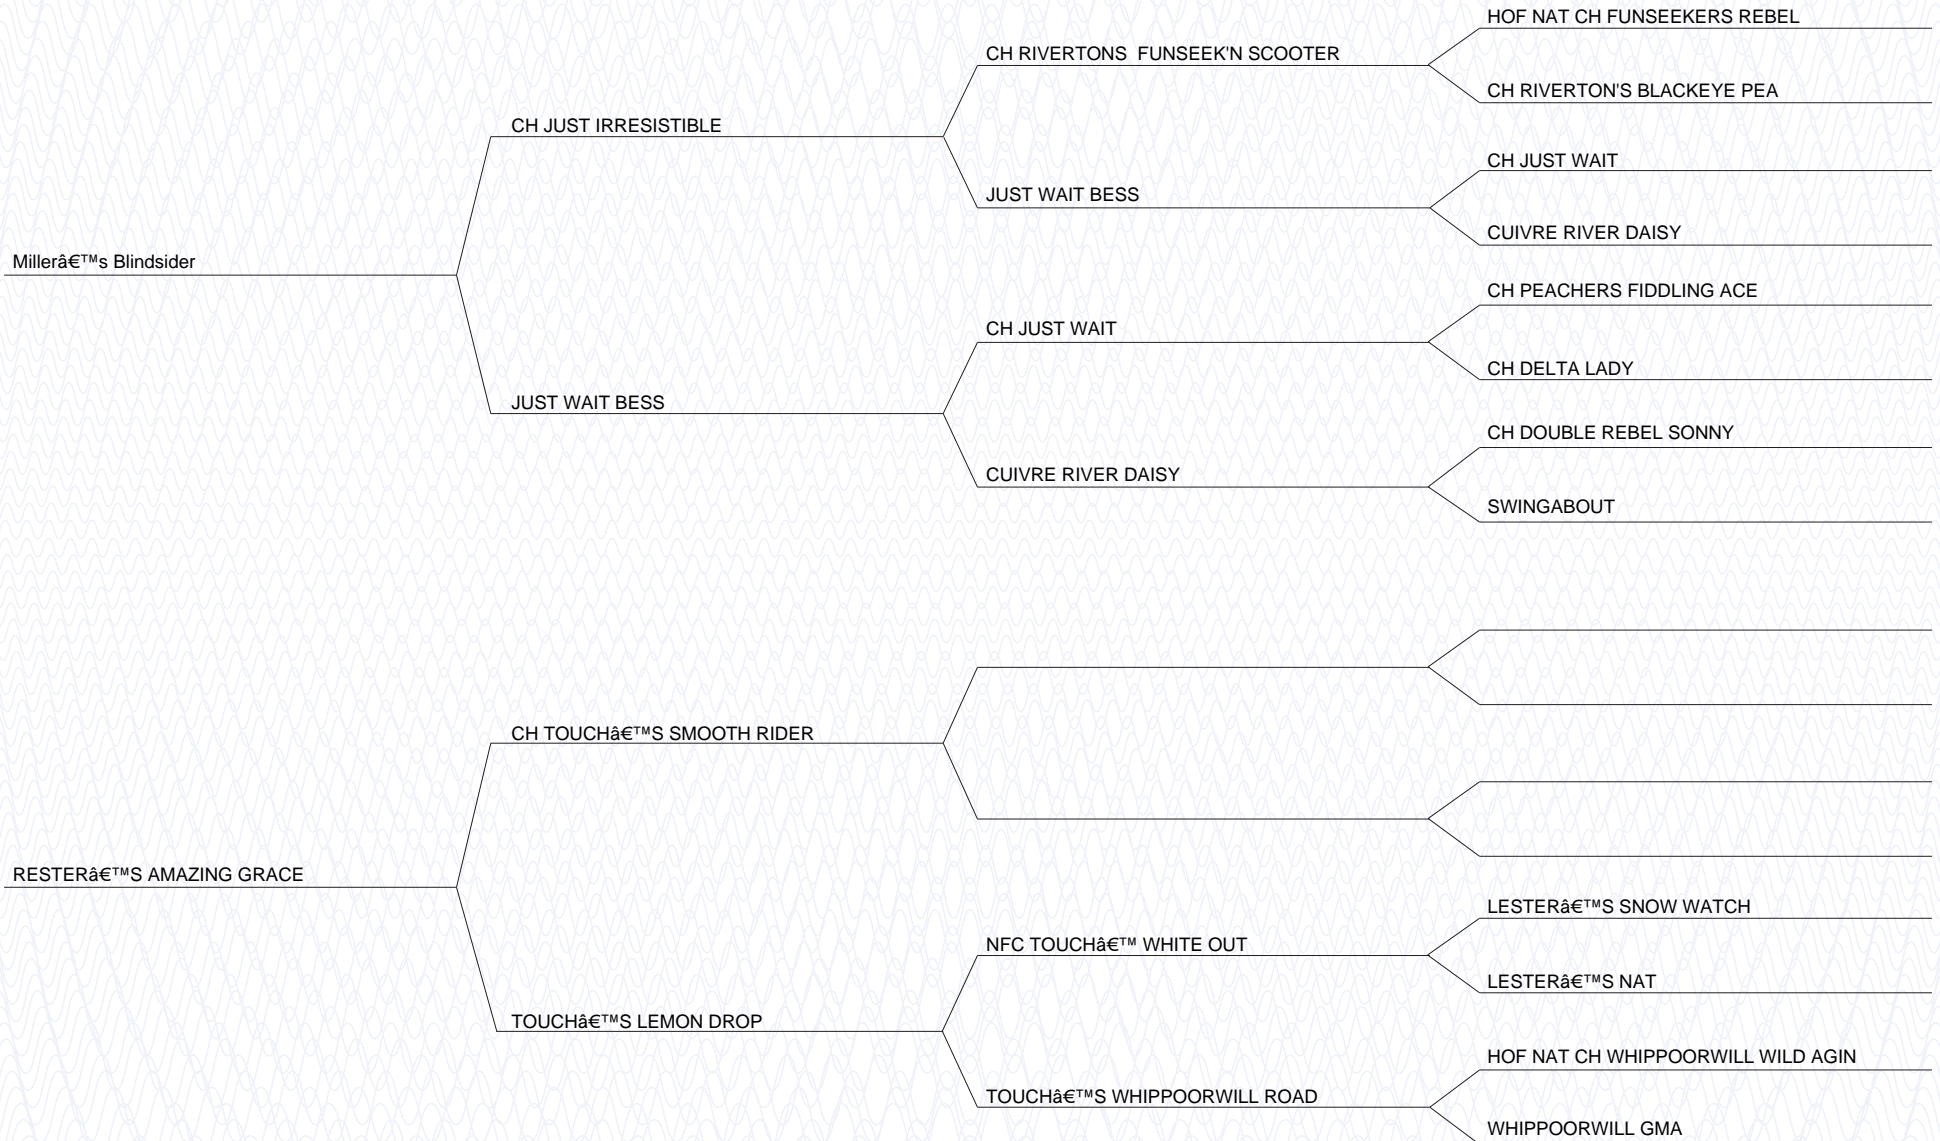 HOF NAT CH FUNSEEKERS REBEL
CH RIVERTONS  FUNSEEK'N SCOOTER
CH RIVERTON'S BLACKEYE PEA
CH JUST IRRESISTIBLE
CH JUST WAIT
JUST WAIT BESS
CUIVRE RIVER DAISY
Millerâ€™s Blindsider
CH PEACHERS FIDDLING ACE
CH JUST WAIT
CH DELTA LADY
JUST WAIT BESS
CH DOUBLE REBEL SONNY
CUIVRE RIVER DAISY
SWINGABOUT
CH TOUCHâ€™S SMOOTH RIDER
RESTERâ€™S AMAZING GRACE
LESTERâ€™S SNOW WATCH
NFC TOUCHâ€™ WHITE OUT
LESTERâ€™S NAT
TOUCHâ€™S LEMON DROP
HOF NAT CH WHIPPOORWILL WILD AGIN
TOUCHâ€™S WHIPPOORWILL ROAD
WHIPPOORWILL GMA